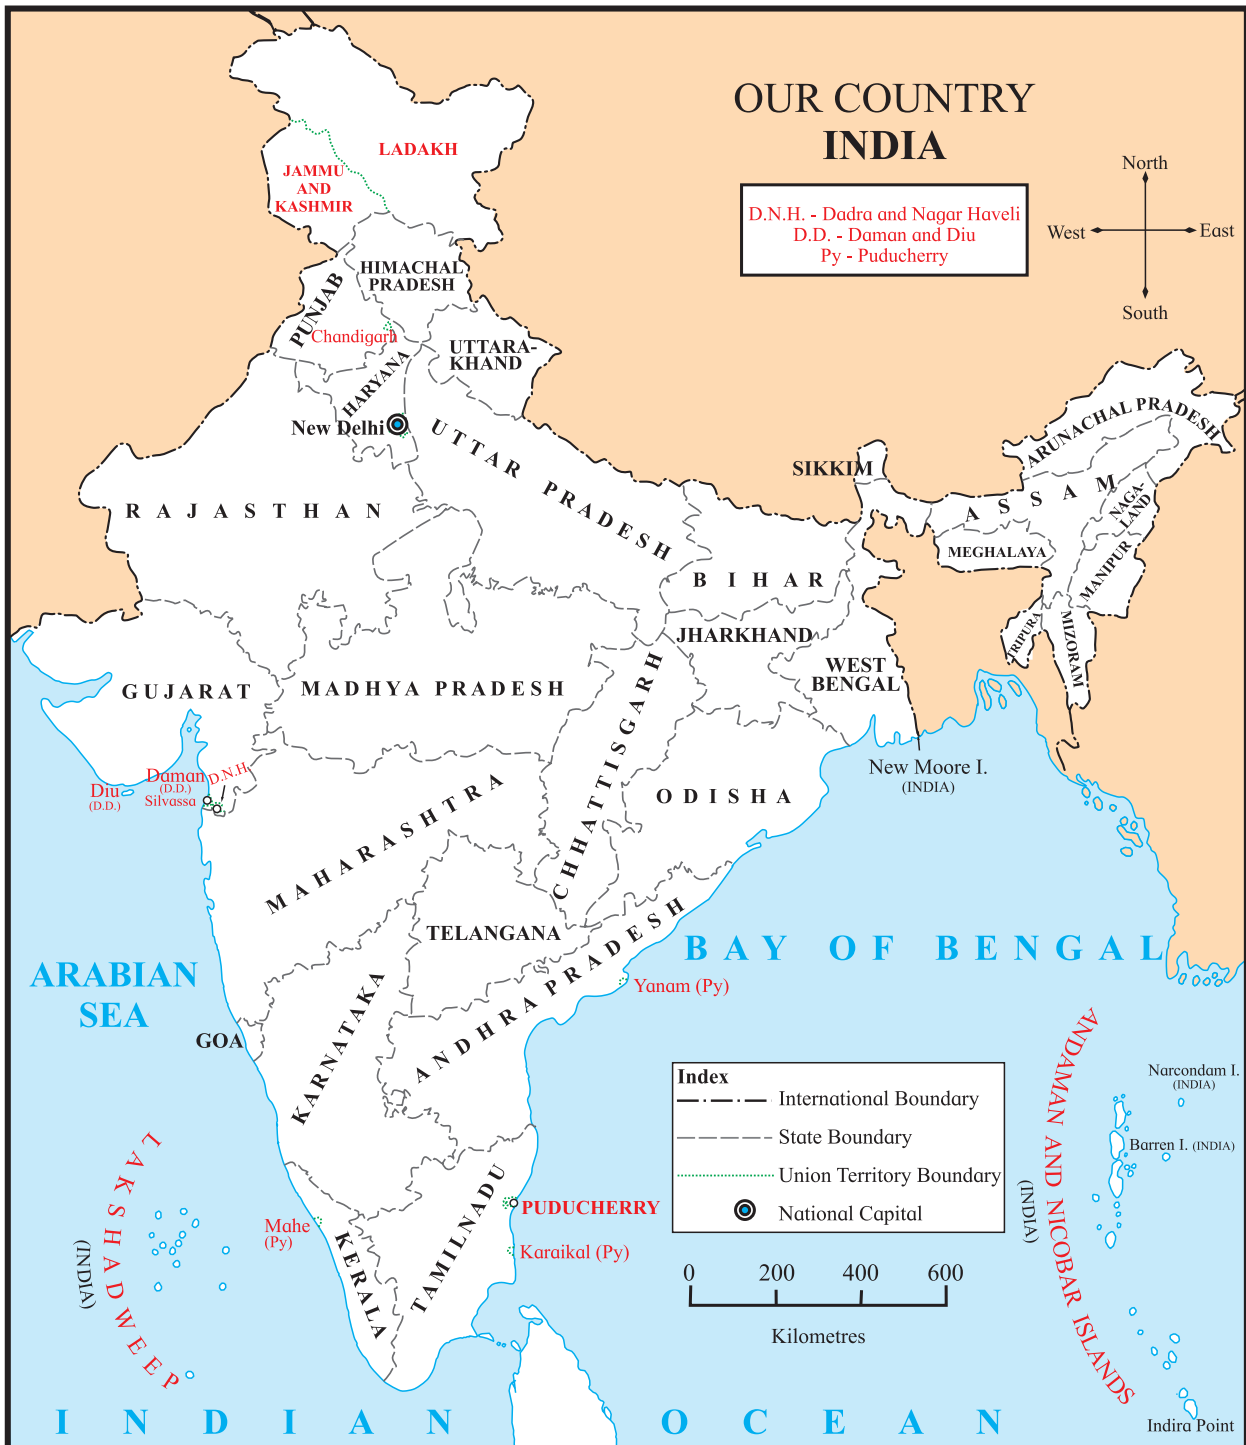 OUR COUNTRY
INDIA
D.N.H. - Dadra and Nagar Haveli
D.D. - Daman and Diu
Py - Puducherry
North
West
East
South
LADAKH
JAMMU
AND
KASHMIR
HIMACHAL
PRADESH
PUNJAB
Chandigarh
UTTARA-
KHAND
HARYANA
New Delhi
UTTAR PRADESH
RAJASTHAN
SIKKIM
ARUNACHAL PRADESH
ASSAM
NAGA-
LAND
MEGHALAYA
MANIPUR
TRIPURA
MIZORAM
BIHAR
JHARKHAND
WEST
BENGAL
GUJARAT
MADHYA PRADESH
CHHATTISGARH
New Moore I.
(INDIA)
ODISHA
Diu
(D.D.)
Daman
(D.D.)
D.N.H.
Silvassa
MAHARASHTRA
TELANGANA
ANDHRA PRADESH
BAY OF BENGAL
Yanam (Py)
ARABIAN
SEA
GOA
KARNATAKA
Index
International Boundary
State Boundary
Union Territory Boundary
National Capital
0 200 400 600
Kilometres
ANDAMAN AND NICOBAR ISLANDS
(INDIA)
Narcondam I.
(INDIA)
Barren I. (INDIA)
Indira Point
LAKSHADWEEP
(INDIA)
Mahe
(Py)
KERALA
TAMILNADU
PUDUCHERRY
Karaikal (Py)
INDIAN OCEAN